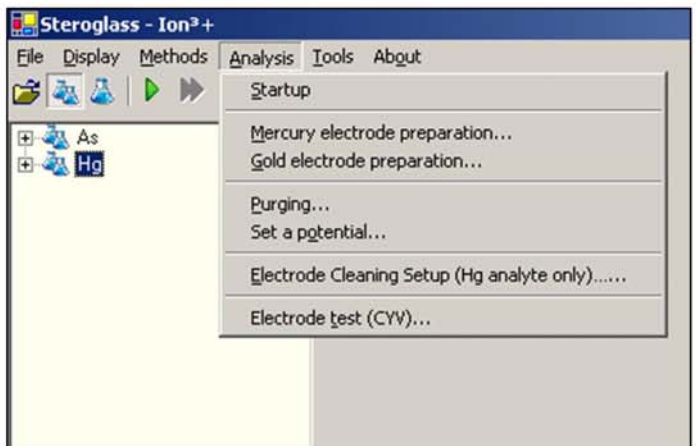 Steroglass - Ion³+
File Display Methods Analysis Tools About
Startup
Mercury electrode preparation...
Gold electrode preparation...
Purging...
Set a potential...
Electrode Cleaning Setup (Hg analyte only)......
Electrode test (CYV)...
As
Hg